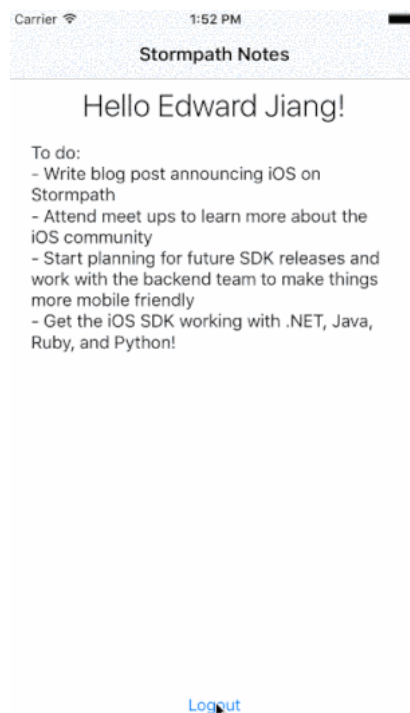 Carrier 1:52 PM
Stormpath Notes
Hello Edward Jiang!
To do:
- Write blog post announcing iOS on
Stormpath
- Attend meet ups to learn more about the
iOS community
- Start planning for future SDK releases and
work with the backend team to make things
more mobile friendly
- Get the iOS SDK working with .NET, Java,
Ruby, and Python!
Logout